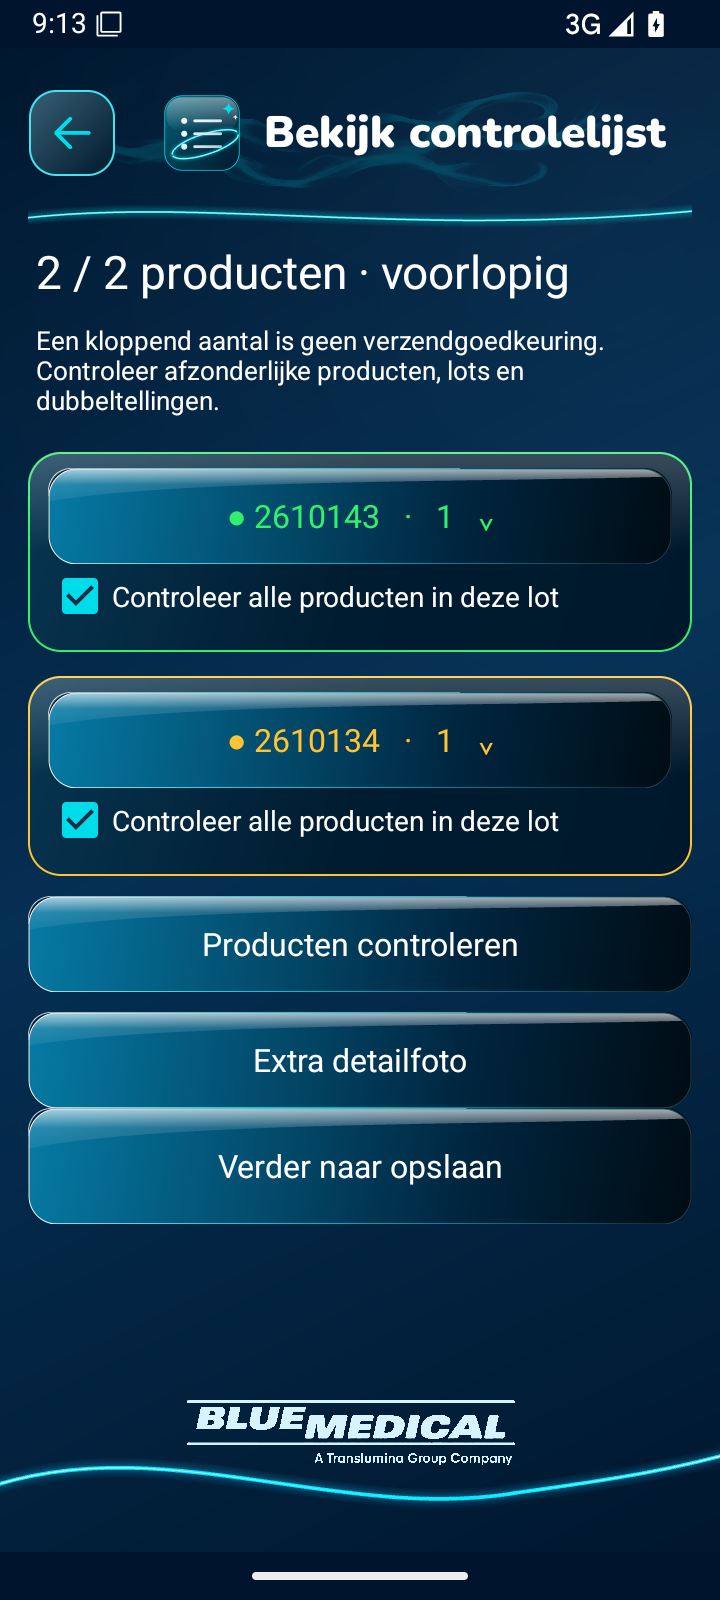 9:13
3G
Bekijk controlelijst
2 / 2 producten · voorlopig
Een kloppend aantal is geen verzendgoedkeuring.
Controleer afzonderlijke producten, lots en
dubbeltellingen.
● 2610143 · 1 v
Controleer alle producten in deze lot
● 2610134 · 1 v
Controleer alle producten in deze lot
Producten controleren
Extra detailfoto
Verder naar opslaan
BLUEMEDICAL
A Translumina Group Company